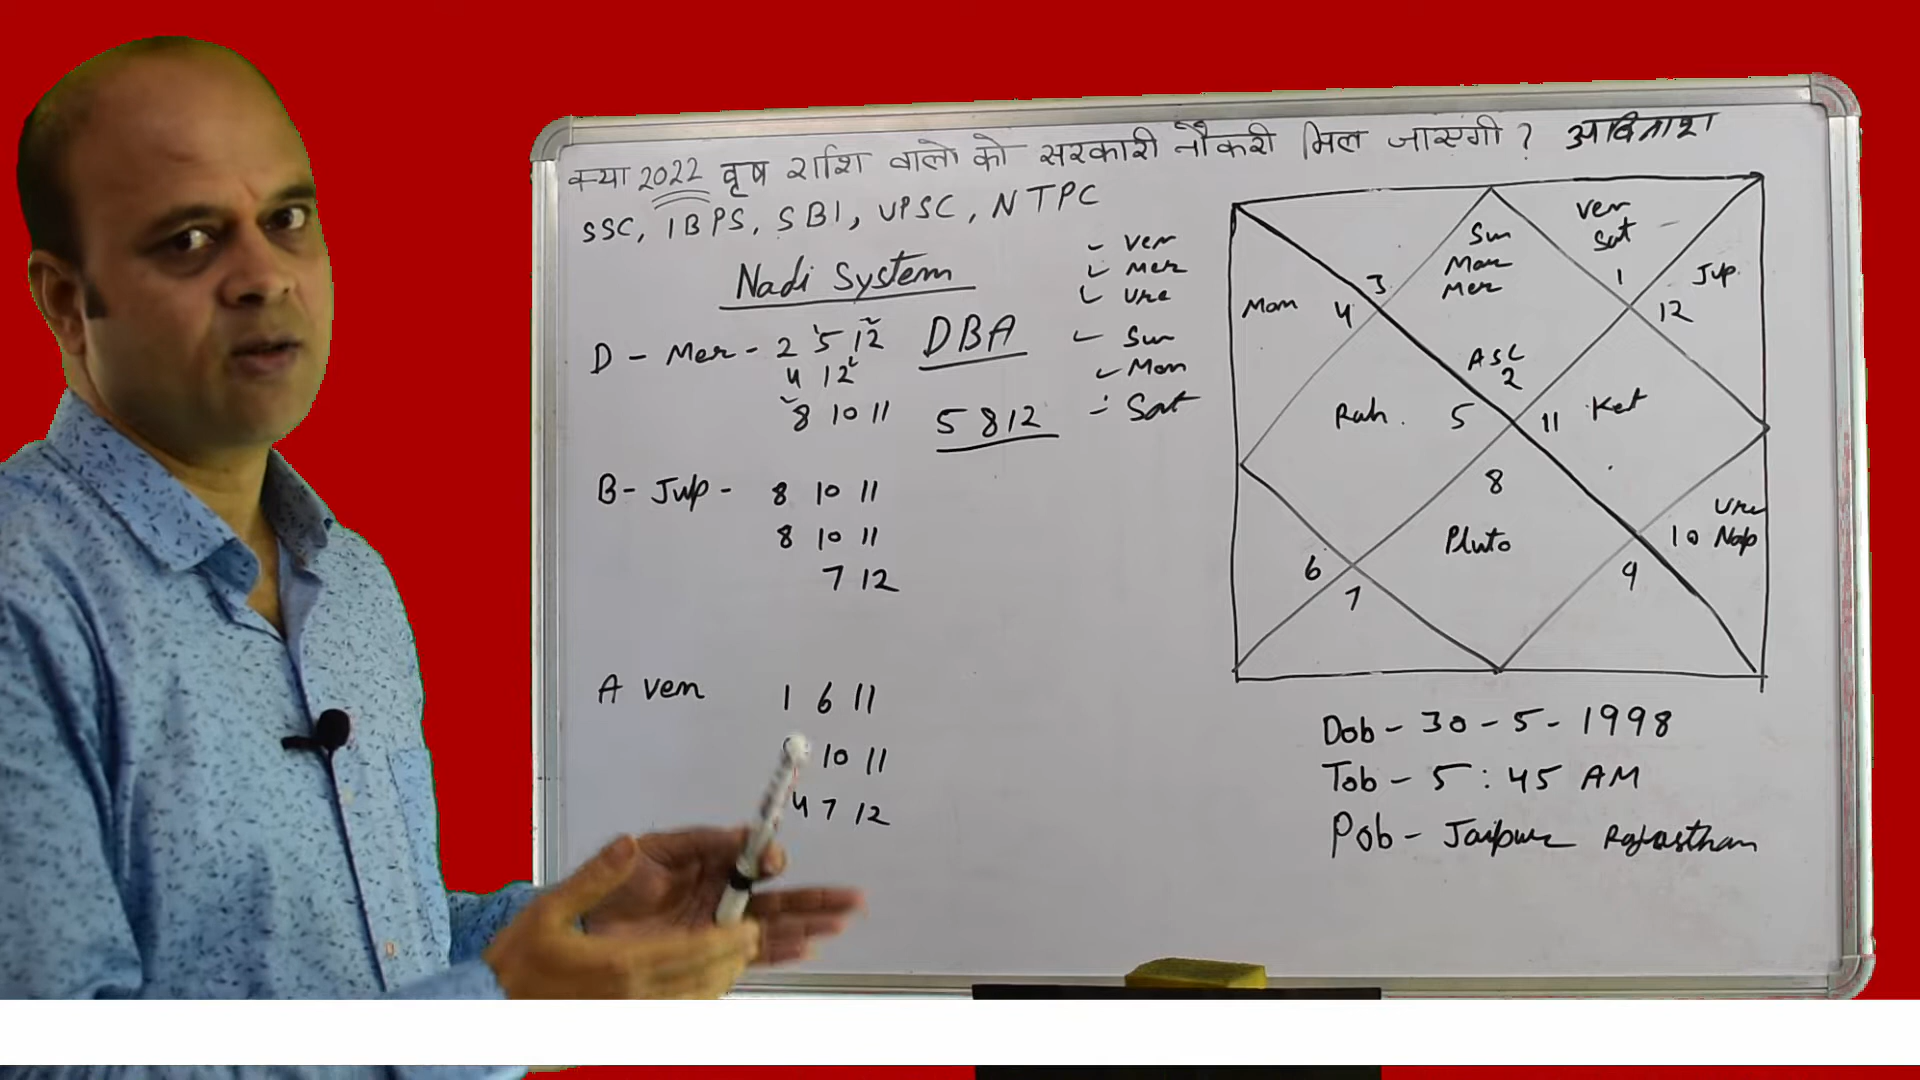 क्या 2022 वृष राशि वालो को सरकारी नौकरी मिल जाएगी ? अविनाश
SSC, IBPS, SBI, UPSC, NTPC
Nadi System
D - Mer - 2 5 12
4 12
8 10 11
DBA
5 8 12
Ven
Mer
Ure
Sun
Mon
Sat
B - Jup - 8 10 11
8 10 11
7 12
A Ven 1 6 11
10 11
4 7 12
Ven
Sat
1
Sun
Mar
Mer
3
Jup.
12
Mon
4
ASC
2
Rah.
5
11
Ket
8
Pluto
Ure
10 Nep
6
7
9
Dob - 30 - 5 - 1998
Tob - 5 : 45 AM
Pob - Jaipur Rajasthan